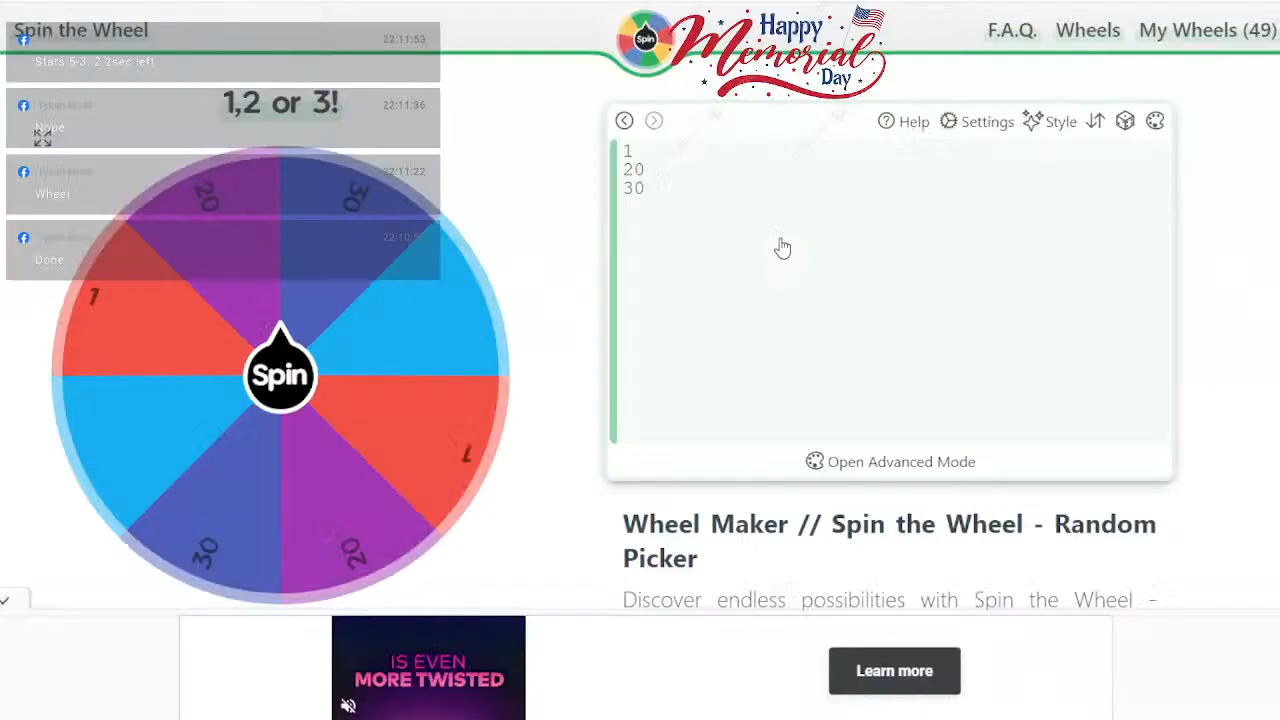 Spin the Wheel
22:11:53
Stars 5-3, 2.2sec left
1,2 or 3!
22:11:36
Nope
22:11:22
Wheel
Done
20
30
1
1
30
20
Spin
Spin
Happy
Memorial
Day
F.A.Q.
Wheels
My Wheels (49)
Help
Settings
Style
1
20
30
Open Advanced Mode
Wheel Maker // Spin the Wheel - Random
Picker
Discover endless possibilities with Spin the Wheel -
IS EVEN
MORE TWISTED
Learn more